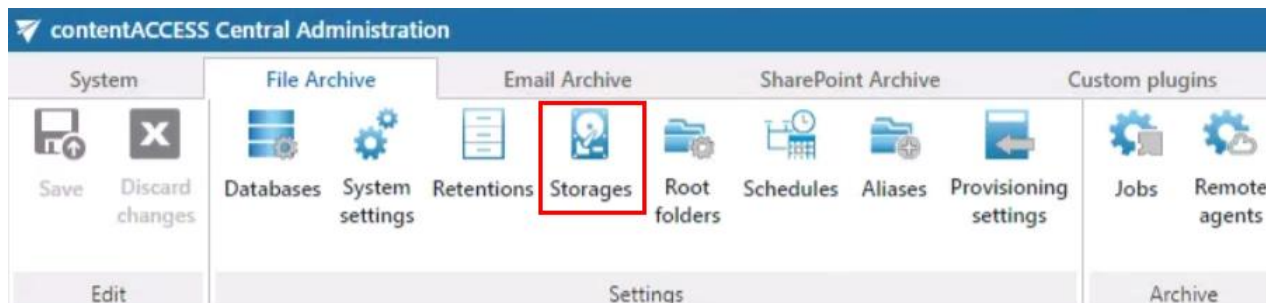 contentACCESS Central Administration
System File Archive Email Archive SharePoint Archive Custom plugins
Save Discard changes Databases System settings Retentions Storages Root folders Schedules Aliases Provisioning settings Jobs Remote agents
Edit Settings Archive